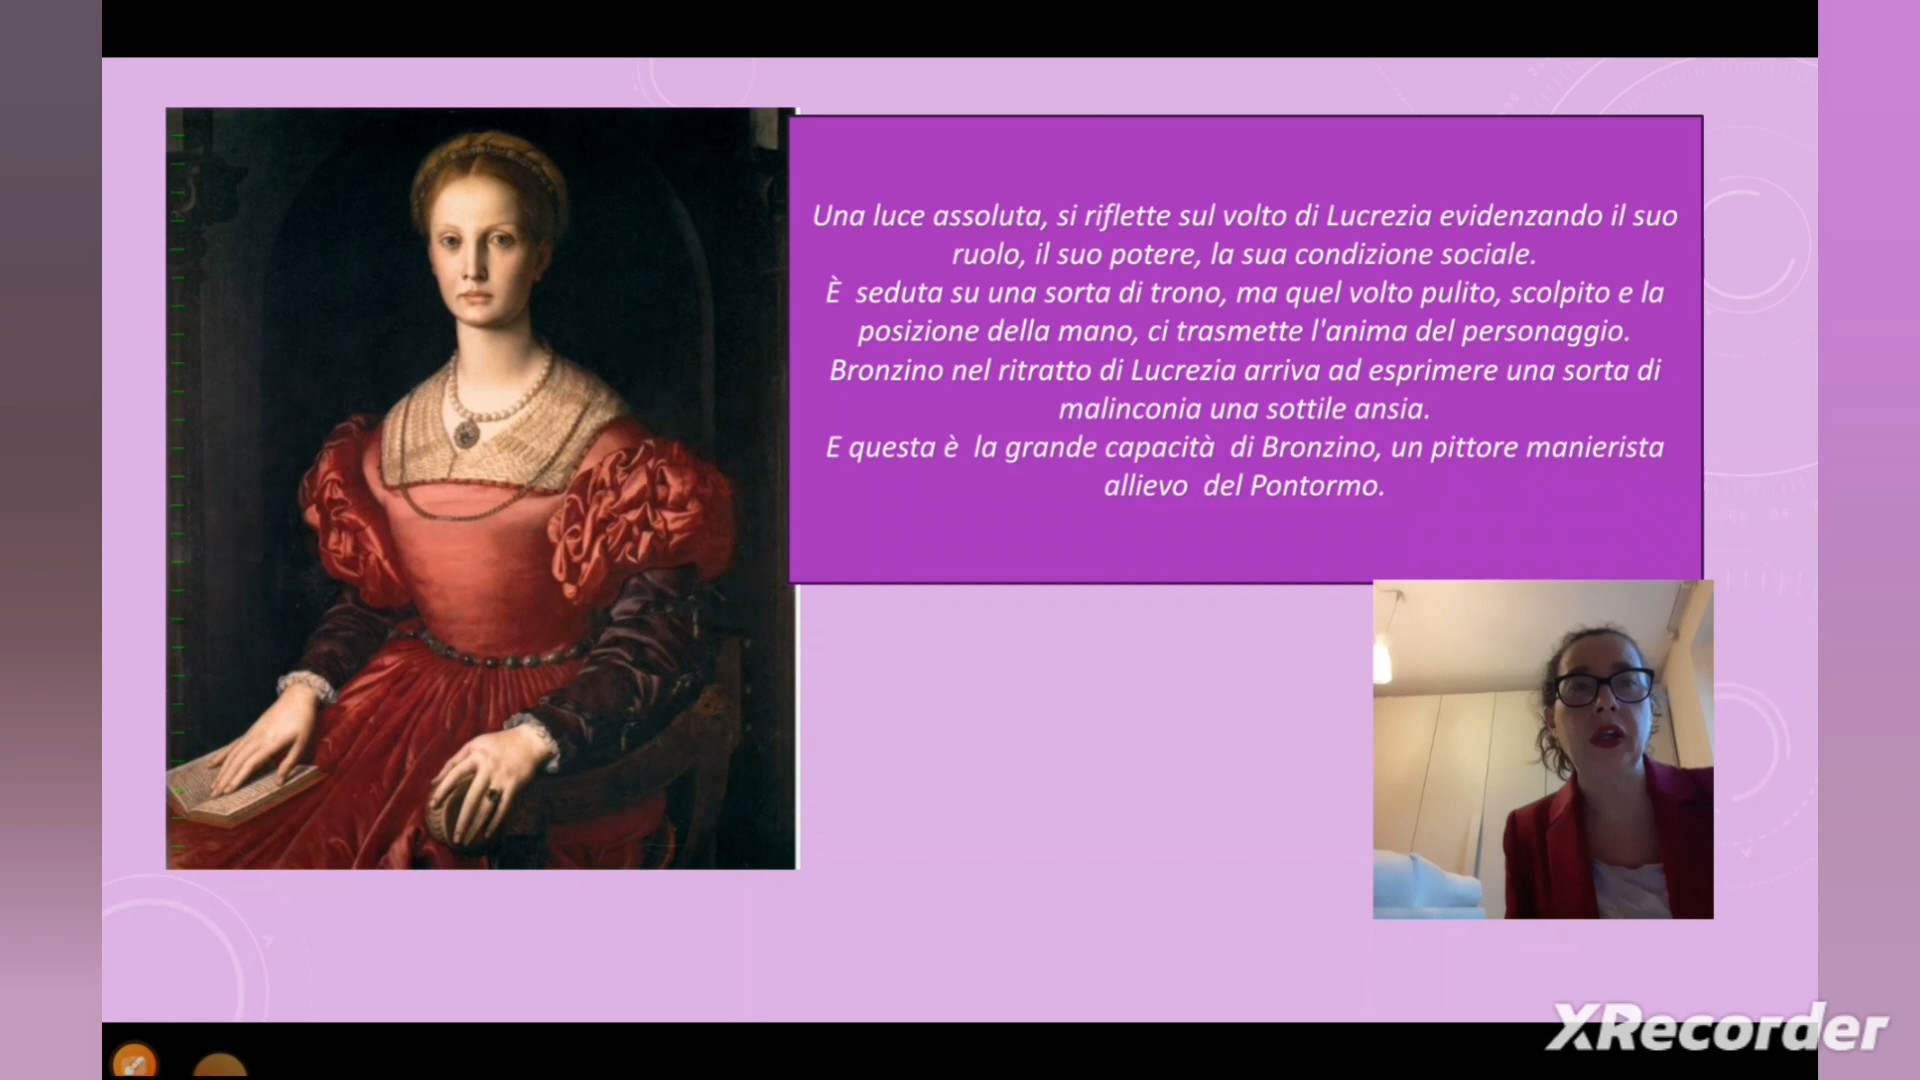 Una luce assoluta, si riflette sul volto di Lucrezia evidenzando il suo
ruolo, il suo potere, la sua condizione sociale.
È  seduta su una sorta di trono, ma quel volto pulito, scolpito e la
posizione della mano, ci trasmette l'anima del personaggio.
Bronzino nel ritratto di Lucrezia arriva ad esprimere una sorta di
malinconia una sottile ansia.
E questa è  la grande capacità  di Bronzino, un pittore manierista
allievo  del Pontormo.
XRecorder